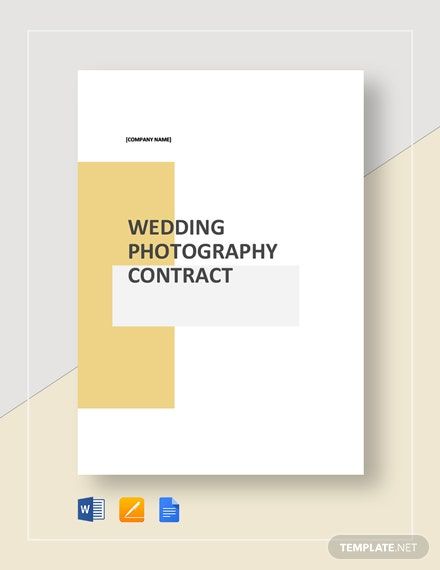 [COMPANY NAME]
WEDDING
PHOTOGRAPHY
CONTRACT
W
TEMPLATE.NET